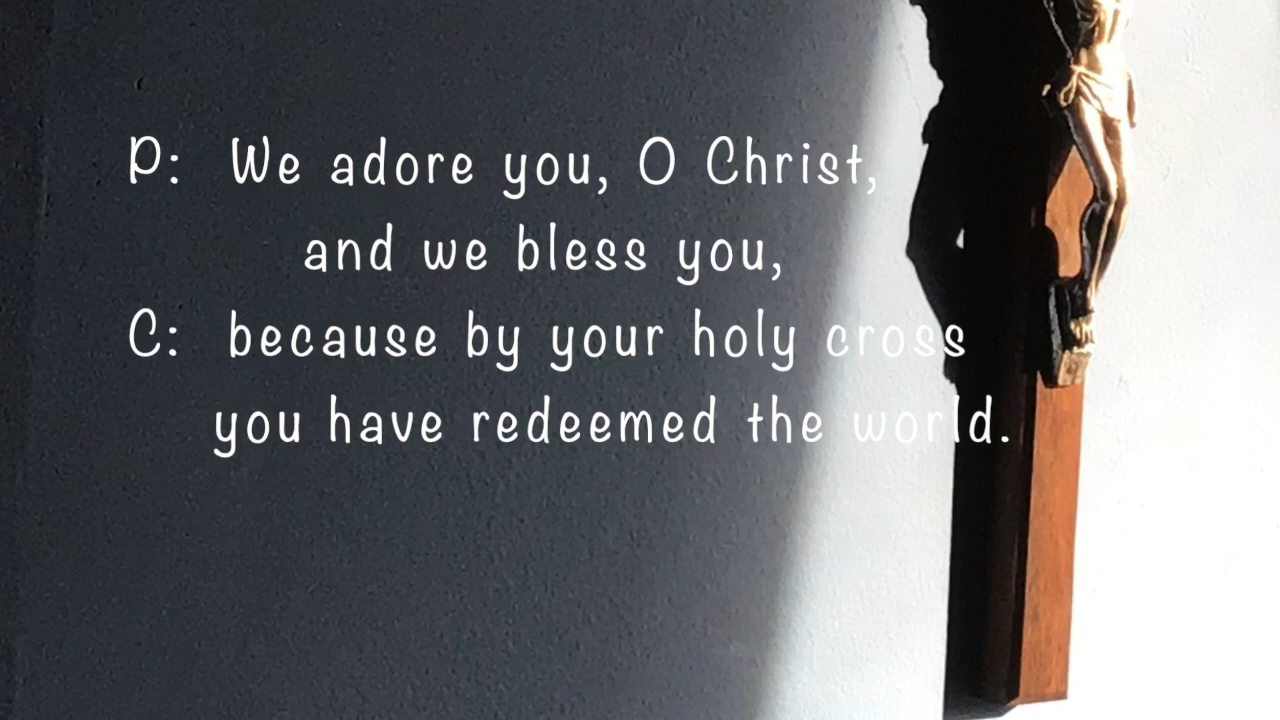 P: We adore you, O Christ,
and we bless you,
C: because by your holy cross
you have redeemed the world.